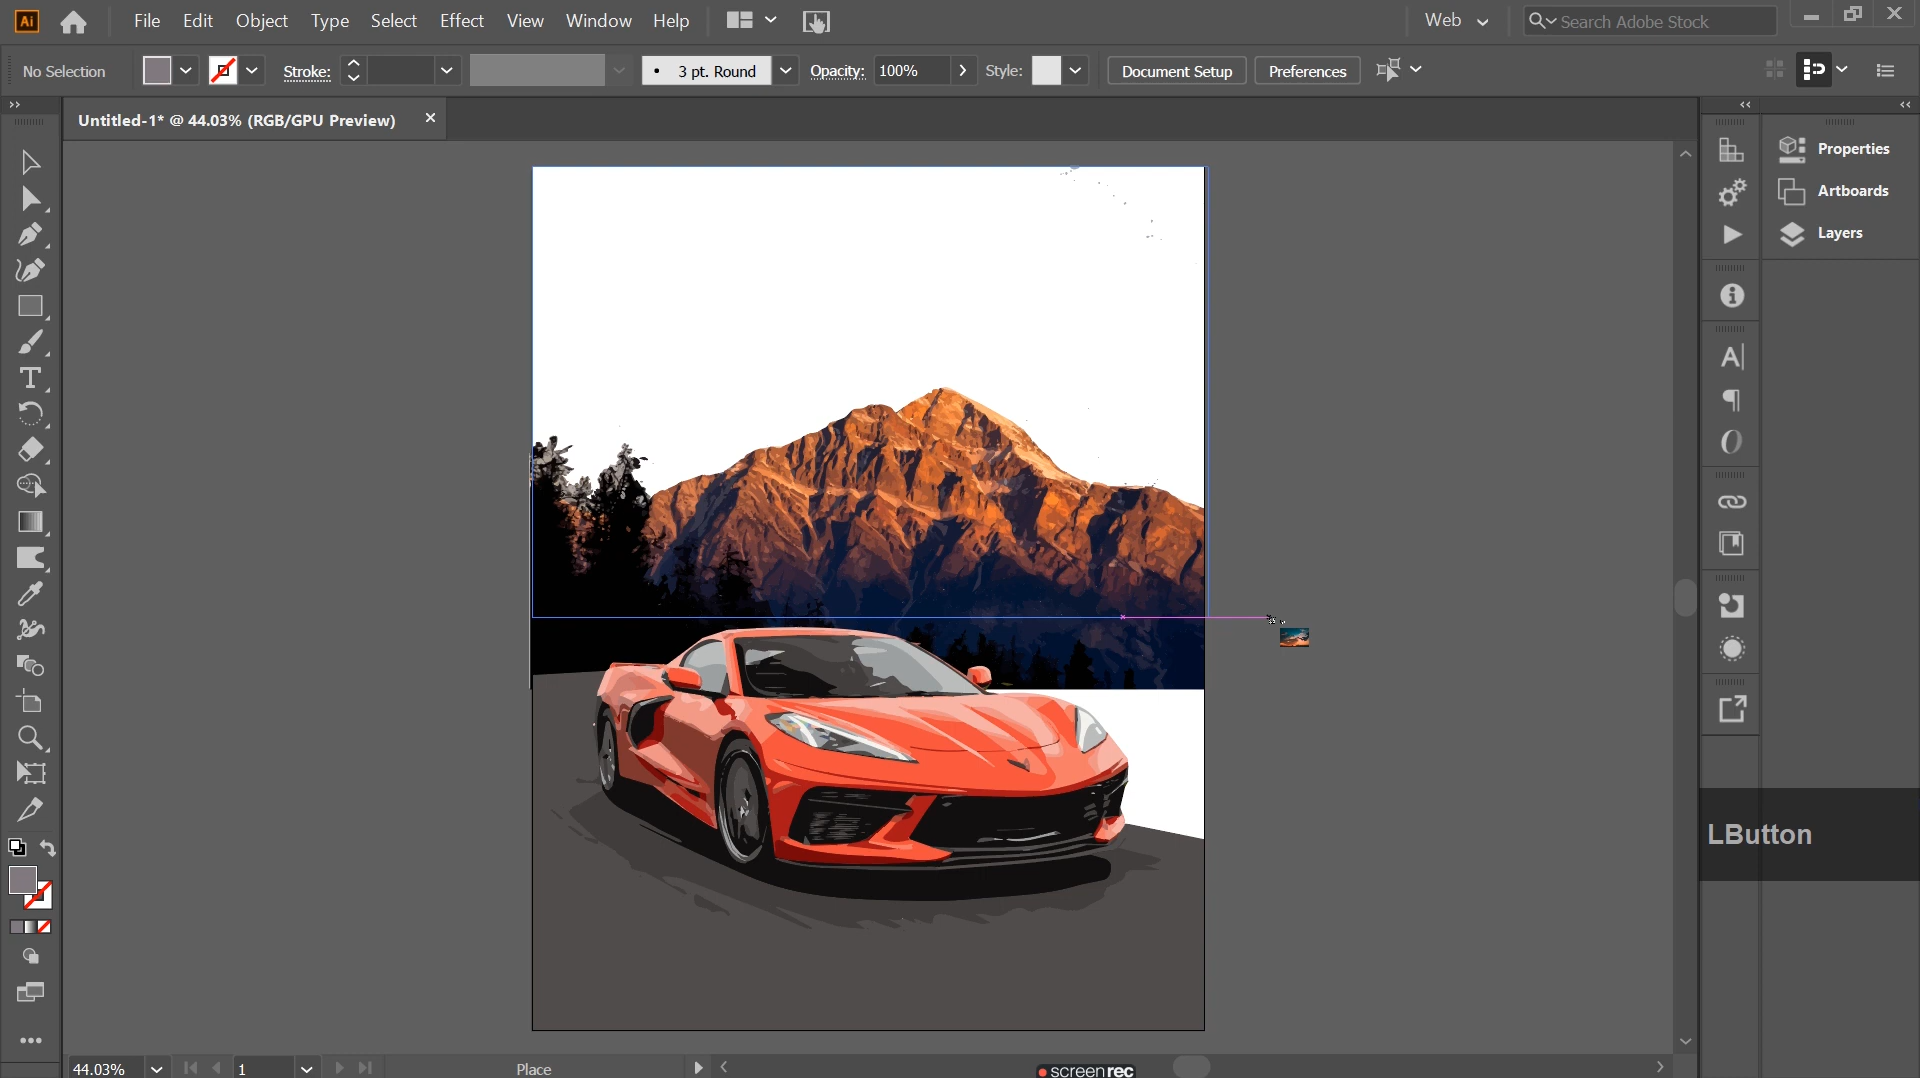 Ai File Edit Object Type Select Effect View Window Help Web Search Adobe Stock
No Selection Stroke: 3 pt. Round Opacity: 100% Style: Document Setup Preferences
Untitled-1* @ 44.03% (RGB/GPU Preview)
Properties
Artboards
Layers
LButton
44.03% 1 Place
screenrec